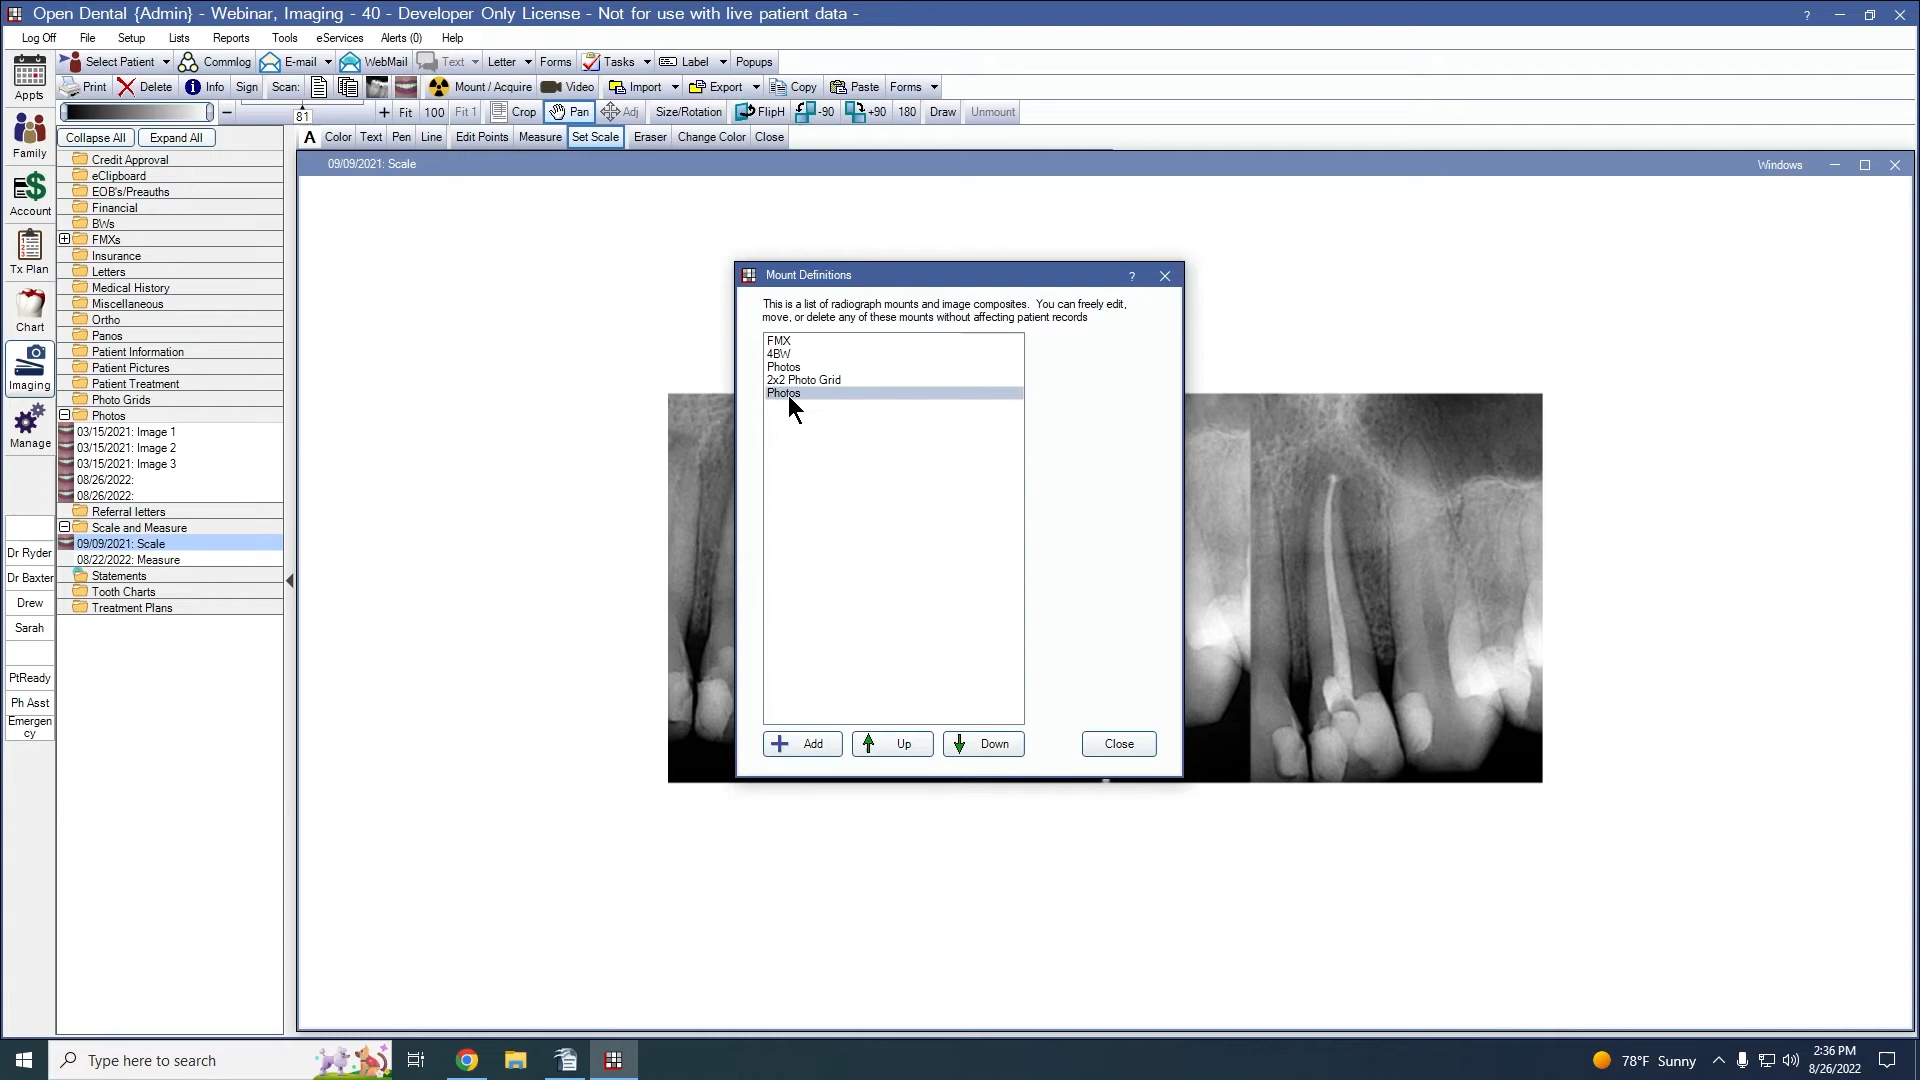 Open Dental {Admin} - Webinar, Imaging - 40 - Developer Only License - Not for use with live patient data -
?
Log Off File Setup Lists Reports Tools eServices Alerts (0) Help
Select Patient Commlog E-mail WebMail Text Letter Forms Tasks Label Popups
Print Delete Info Sign Scan: Mount / Acquire Video Import Export Copy Paste Forms
81 Fit 100 Fit 1 Crop Pan Adj Size/Rotation FlipH -90 +90 180 Draw Unmount
A Color Text Pen Line Edit Points Measure Set Scale Eraser Change Color Close
Appts
Family
Account
Tx Plan
Chart
Imaging
Manage
Dr Ryder
Dr Baxter
Drew
Sarah
PtReady
Ph Asst
Emergen
cy
Collapse All Expand All
Credit Approval
eClipboard
EOB's/Preauths
Financial
BWs
FMXs
Insurance
Letters
Medical History
Miscellaneous
Ortho
Panos
Patient Information
Patient Pictures
Patient Treatment
Photo Grids
Photos
03/15/2021: Image 1
03/15/2021: Image 2
03/15/2021: Image 3
08/26/2022:
08/26/2022:
Referral letters
Scale and Measure
09/09/2021: Scale
08/22/2022: Measure
Statements
Tooth Charts
Treatment Plans
09/09/2021: Scale
Windows
Mount Definitions
?
This is a list of radiograph mounts and image composites. You can freely edit,
move, or delete any of these mounts without affecting patient records
FMX
4BW
Photos
2x2 Photo Grid
Photos
Add Up Down Close
Type here to search
78°F Sunny
2:36 PM
8/26/2022